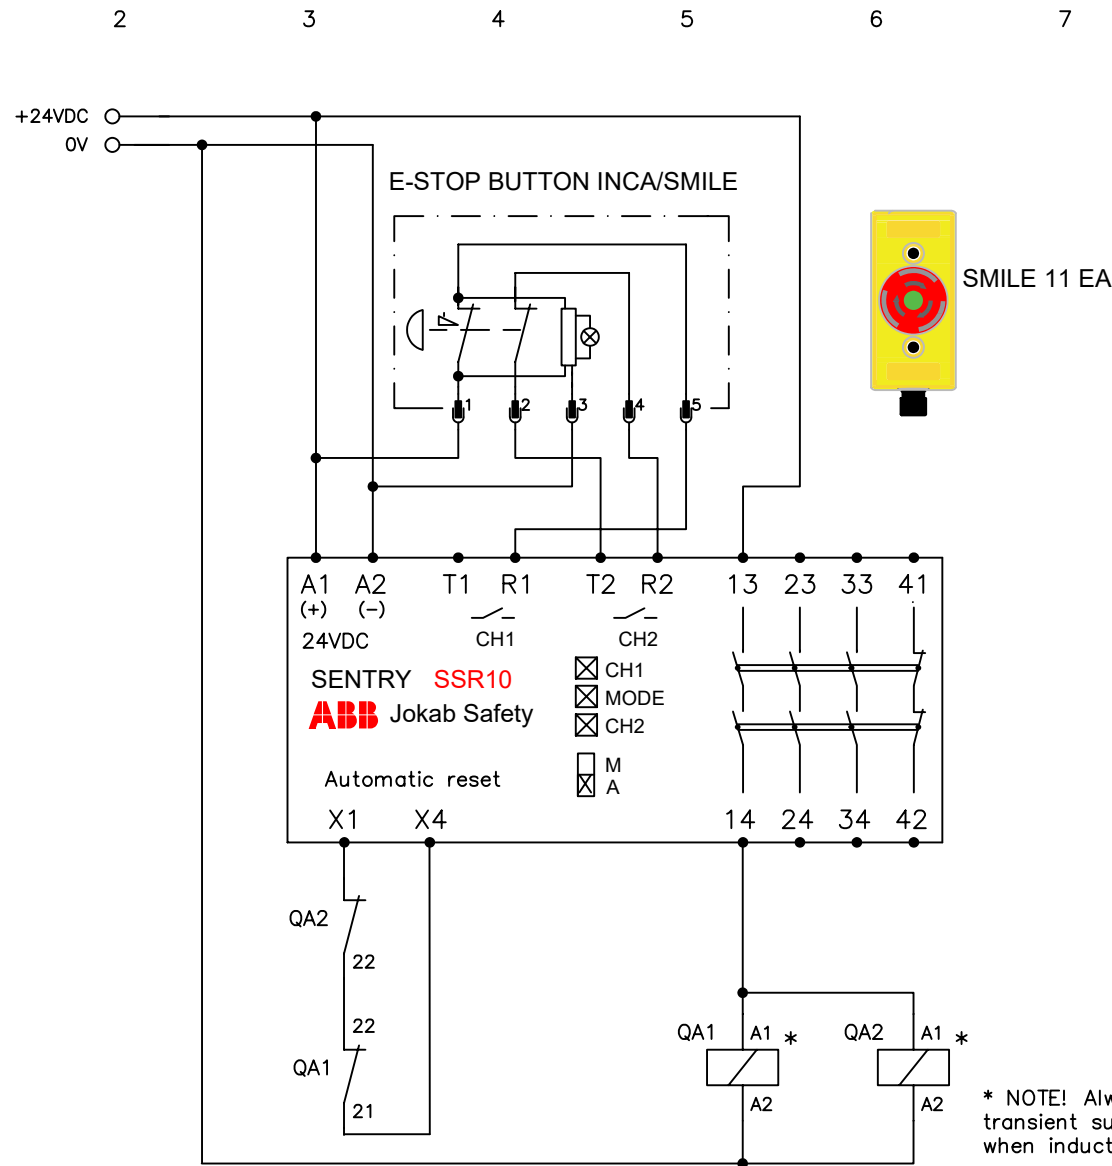 2 3 4 5 6 7
+24VDC
0V
E-STOP BUTTON INCA/SMILE
SMILE 11 EA
1 2 3 4 5
A1 A2 T1 R1 T2 R2 13 23 33 41
(+) (-)
24VDC
CH1 CH2
SENTRY SSR10
CH1
MODE
CH2
ABB Jokab Safety
M
A
Automatic reset
X1 X4 14 24 34 42
QA2
22
22
QA1
21
QA1 A1 * QA2 A1 *
A2 A2
* NOTE!
transient
when